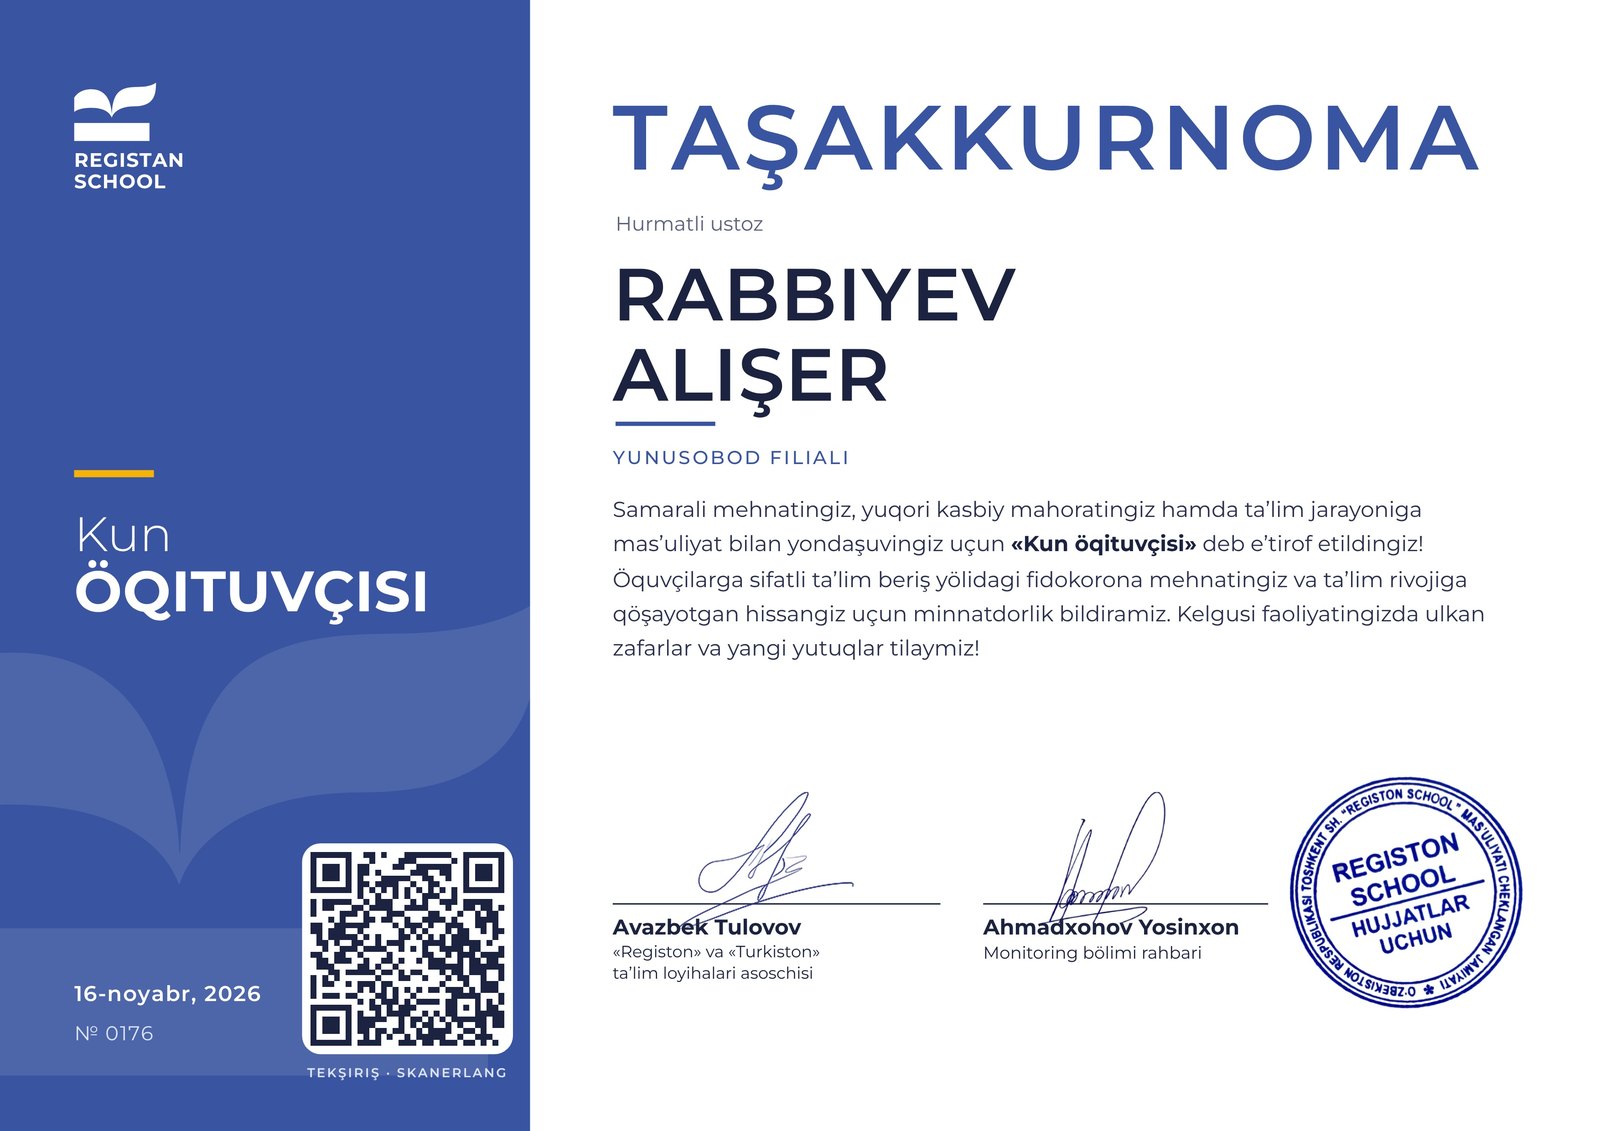 REGISTAN
SCHOOL
Kun
ÖQITUVÇISI
16-noyabr, 2026
№ 0176
TEKŞIRIŞ · SKANERLANG
TAŞAKKURNOMA
Hurmatli ustoz
RABBIYEV
ALIŞER
YUNUSOBOD FILIALI
Samarali mehnatingiz, yuqori kasbiy mahoratingiz hamda ta’lim jarayoniga
mas’uliyat bilan yondaşuvingiz uçun «Kun öqituvçisi» deb e’tirof etildingiz!
Öquvçilarga sifatli ta’lim beriş yölidagi fidokorona mehnatingiz va ta’lim rivojiga
qöşayotgan hissangiz uçun minnatdorlik bildiramiz. Kelgusi faoliyatingizda ulkan
zafarlar va yangi yutuqlar tilaymiz!
Avazbek Tulovov
«Registon» va «Turkiston»
ta’lim loyihalari asoschisi
Ahmadxonov Yosinxon
Monitoring bölimi rahbari
O‘ZBEKISTON RESPUBLIKASI TOSHKENT SH. "REGISTON SCHOOL" MAS'ULIYATI CHEKLANGAN JAMIYATI
REGISTON
SCHOOL
HUJJATLAR
UCHUN